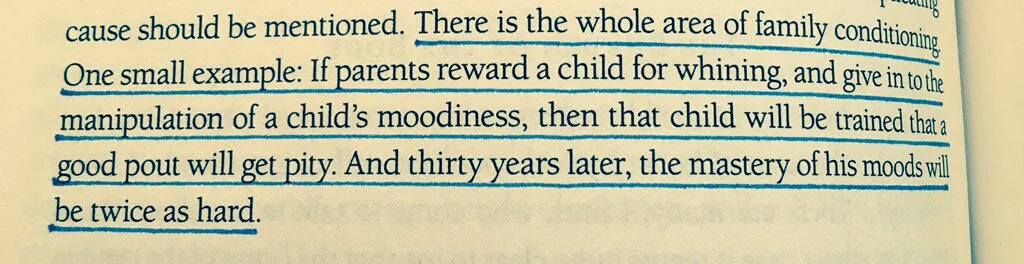 cause should be mentioned. There is the whole area of family conditioning.
One small example: If parents reward a child for whining, and give in to the
manipulation of a child's moodiness, then that child will be trained that a
good pout will get pity. And thirty years later, the mastery of his moods will
be twice as hard.